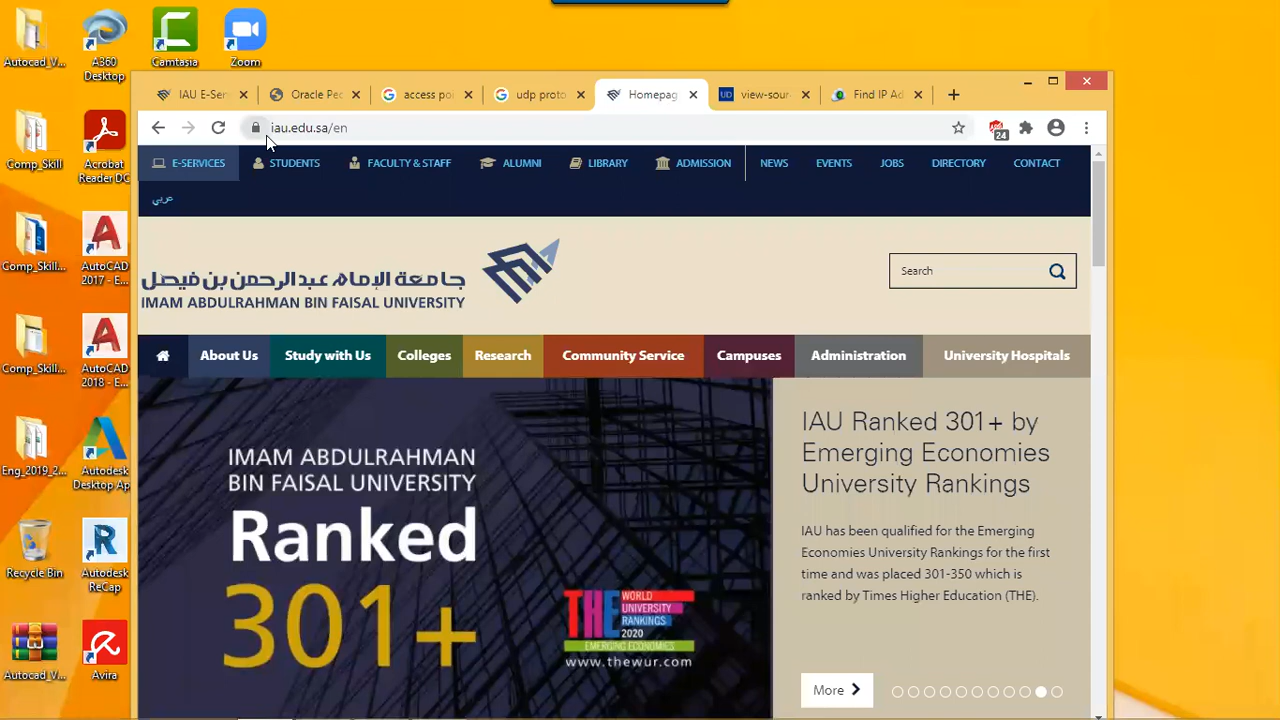 Autocad_V...
A360 Desktop
Camtasia
Zoom
Comp_Skill
Acrobat Reader DC
Comp_Skill...
AutoCAD 2017 - E...
Comp_Skill...
AutoCAD 2018 - E...
Eng_2019_2...
Autodesk Desktop Ap
Recycle Bin
Autodesk ReCap
Autocad_V...
Avira
IAU E-Ser
Oracle Peo
access poi
udp proto
Homepag
view-sour
Find IP Ad
iau.edu.sa/en
24
E-SERVICES
STUDENTS
FACULTY & STAFF
ALUMNI
LIBRARY
ADMISSION
NEWS
EVENTS
JOBS
DIRECTORY
CONTACT
عربي
جامعة الإمام عبدالرحمن بن فيصل
IMAM ABDULRAHMAN BIN FAISAL UNIVERSITY
Search
About Us
Study with Us
Colleges
Research
Community Service
Campuses
Administration
University Hospitals
IMAM ABDULRAHMAN
BIN FAISAL UNIVERSITY
Ranked
301+
THE WORLD
UNIVERSITY
RANKINGS
2020
EMERGING ECONOMIES
www.thewur.com
IAU Ranked 301+ by
Emerging Economies
University Rankings
IAU has been qualified for the Emerging
Economies University Rankings for the first
time and was placed 301-350 which is
ranked by Times Higher Education (THE).
More